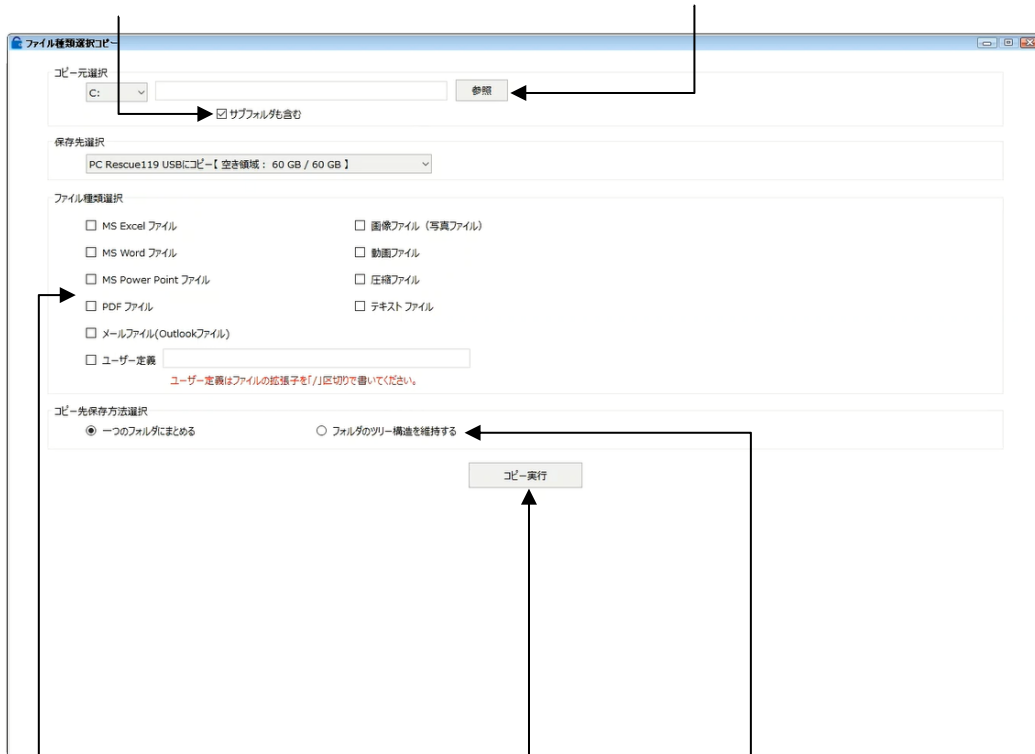 ファイル種類選択コピー
コピー元選択
C:
参照
サブフォルダも含む
保存先選択
PC Rescue119 USBにコピー【 空き領域 : 60 GB / 60 GB 】
ファイル種類選択
MS Excel ファイル
画像ファイル（写真ファイル）
MS Word ファイル
動画ファイル
MS Power Point ファイル
圧縮ファイル
PDF ファイル
テキスト ファイル
メールファイル(Outlookファイル)
ユーザー定義
ユーザー定義はファイルの拡張子を「/」区切りで書いてください。
コピー先保存方法選択
一つのフォルダにまとめる
フォルダのツリー構造を維持する
コピー実行